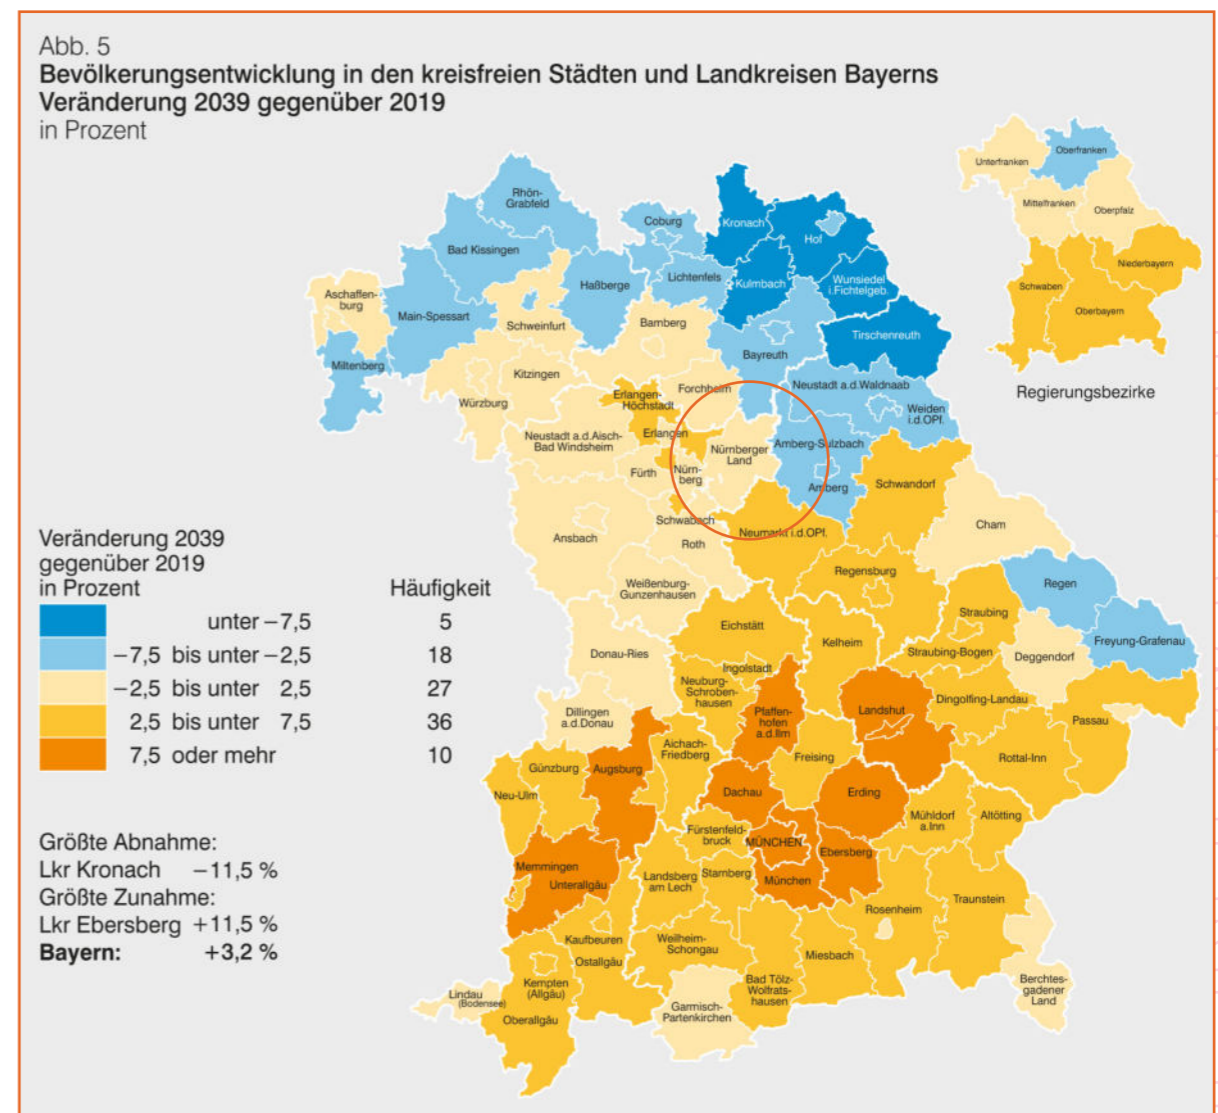 Abb. 5
Bevölkerungsentwicklung in den kreisfreien Städten und Landkreisen Bayerns
Veränderung 2039 gegenüber 2019
in Prozent
Unterfranken
Oberfranken
Mittelfranken
Oberpfalz
Niederbayern
Schwaben
Oberbayern
Regierungsbezirke
Rhön-
Grabfeld
Coburg
Kronach
Hof
Bad Kissingen
Haßberge
Lichtenfels
Kulmbach
Wunsiedel
i.Fichtelgeb.
Aschaffen-
burg
Main-Spessart
Schweinfurt
Bamberg
Tirschenreuth
Bayreuth
Miltenberg
Kitzingen
Würzburg
Erlangen-
Höchstadt
Forchheim
Neustadt a.d.Waldnaab
Weiden
i.d.OPf.
Neustadt a.d.Aisch-
Bad Windsheim
Erlangen
Fürth
Nürn-
berg
Nürnberger
Land
Amberg-Sulzbach
Amberg
Schwandorf
Ansbach
Schwabach
Roth
Neumarkt i.d.OPf.
Cham
Weißenburg-
Gunzenhausen
Regensburg
Regen
Eichstätt
Kelheim
Straubing
Straubing-Bogen
Deggendorf
Freyung-Grafenau
Donau-Ries
Ingolstadt
Neuburg-
Schroben-
hausen
Dillingen
a.d.Donau
Pfaffen-
hofen
a.d.Ilm
Landshut
Dingolfing-Landau
Passau
Aichach-
Friedberg
Freising
Rottal-Inn
Günzburg
Augsburg
Neu-Ulm
Dachau
Erding
Mühldorf
a.Inn
Altötting
Fürstenfeld-
bruck
MÜNCHEN
Ebersberg
Memmingen
Unterallgäu
Landsberg
am Lech
Starnberg
München
Rosenheim
Traunstein
Kaufbeuren
Ostallgäu
Weilheim-
Schongau
Miesbach
Bad Tölz-
Wolfrats-
hausen
Kempten
(Allgäu)
Lindau
(Bodensee)
Oberallgäu
Garmisch-
Partenkirchen
Berchtes-
gadener
Land
Veränderung 2039
gegenüber 2019
in Prozent Häufigkeit
unter −7,5 5
−7,5 bis unter −2,5 18
−2,5 bis unter 2,5 27
2,5 bis unter 7,5 36
7,5 oder mehr 10
Größte Abnahme:
Lkr Kronach −11,5 %
Größte Zunahme:
Lkr Ebersberg +11,5 %
Bayern: +3,2 %